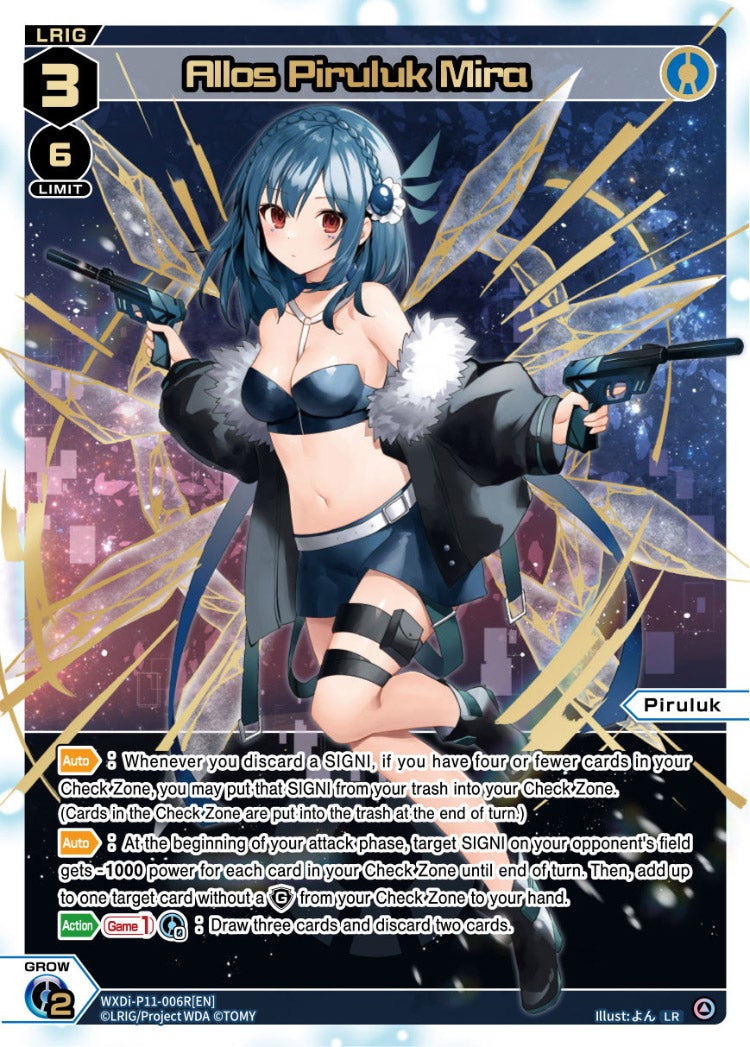 LRIG
3
Allos Piruluk Mira
6
LIMIT
Piruluk
Auto : Whenever you discard a SIGNI, if you have four or fewer cards in your
Check Zone, you may put that SIGNI from your trash into your Check Zone.
(Cards in the Check Zone are put into the trash at the end of turn.)
Auto : At the beginning of your attack phase, target SIGNI on your opponent's field
gets -1000 power for each card in your Check Zone until end of turn. Then, add up
to one target card without a G from your Check Zone to your hand.
Action Game 1 0 : Draw three cards and discard two cards.
GROW
2
WXDi-P11-006R[EN]
©LRIG/Project WDA ©TOMY
Illust:よん LR